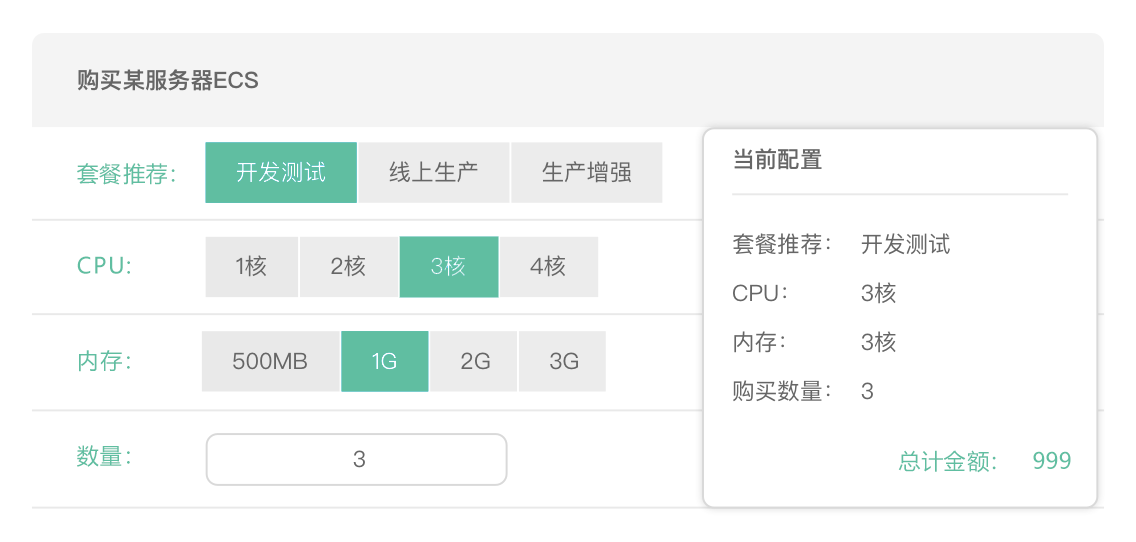 购买某服务器ECS
套餐推荐： 开发测试 线上生产 生产增强
CPU: 1核 2核 3核 4核
内存： 500MB 1G 2G 3G
数量： 3
当前配置
套餐推荐： 开发测试
CPU： 3核
内存： 3核
购买数量： 3
总计金额： 999